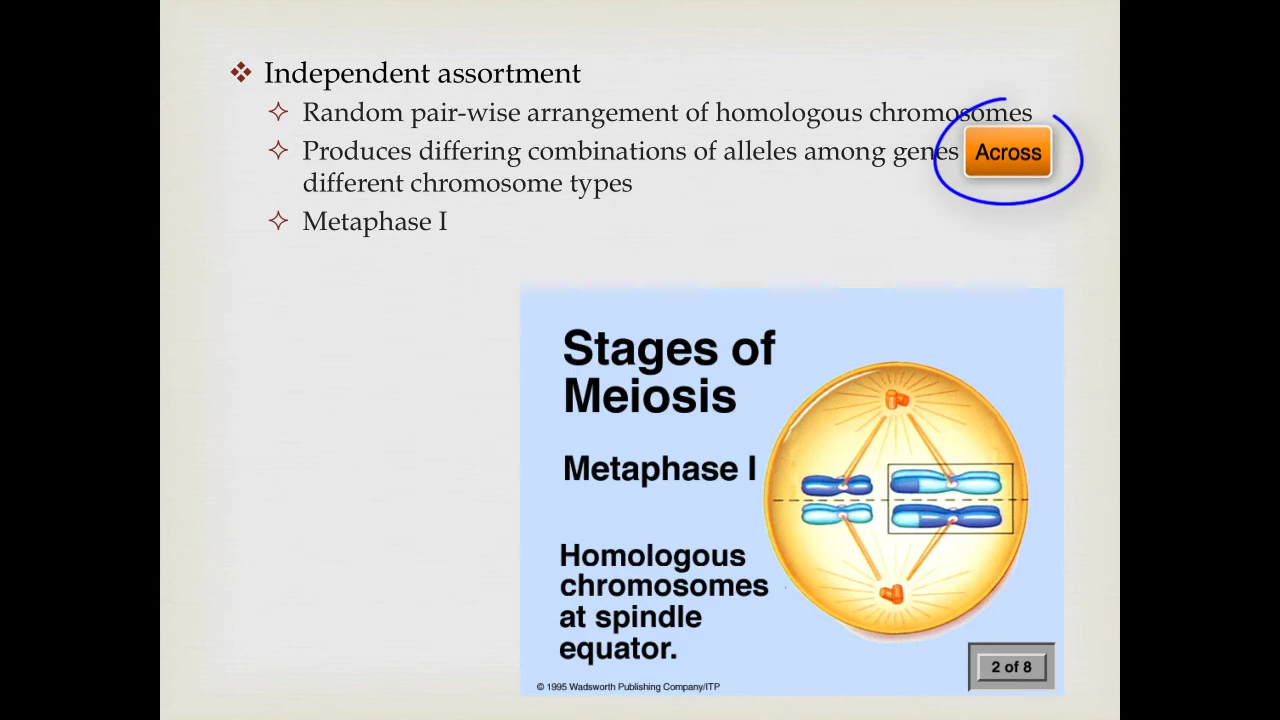 Independent assortment
Random pair-wise arrangement of homologous chromosomes
Produces differing combinations of alleles among genes Across
different chromosome types
Metaphase I
Stages of
Meiosis
Metaphase I
Homologous
chromosomes
at spindle
equator.
2 of 8
© 1995 Wadsworth Publishing Company/ITP